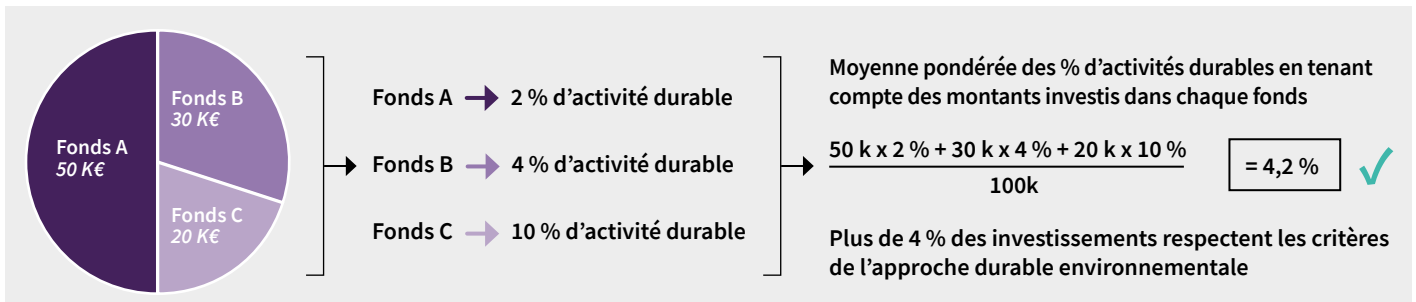 Fonds A
50 K€
Fonds B
30 K€
Fonds C
20 K€
Fonds A
2 % d’activité durable
Fonds B
4 % d’activité durable
Fonds C
10 % d’activité durable
Moyenne pondérée des % d’activités durables en tenant
compte des montants investis dans chaque fonds
50 k x 2 % + 30 k x 4 % + 20 k x 10 %
100k
= 4,2 %
Plus de 4 % des investissements respectent les critères
de l’approche durable environnementale